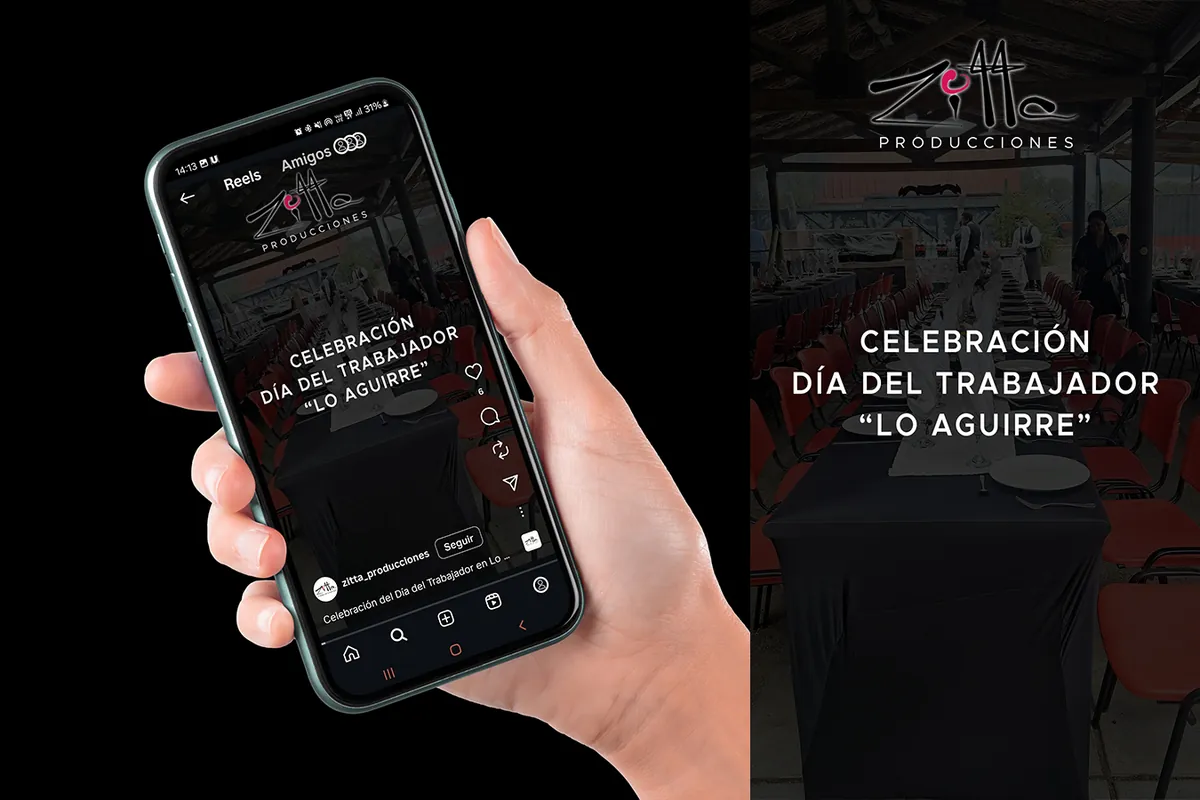 14:13
31%
Reels
Amigos
Zitta
PRODUCCIONES
CELEBRACIÓN
DÍA DEL TRABAJADOR
“LO AGUIRRE”
6
zitta_producciones
Seguir
Celebración del Día del Trabajador en Lo ...
Zitta
PRODUCCIONES
CELEBRACIÓN
DÍA DEL TRABAJADOR
“LO AGUIRRE”